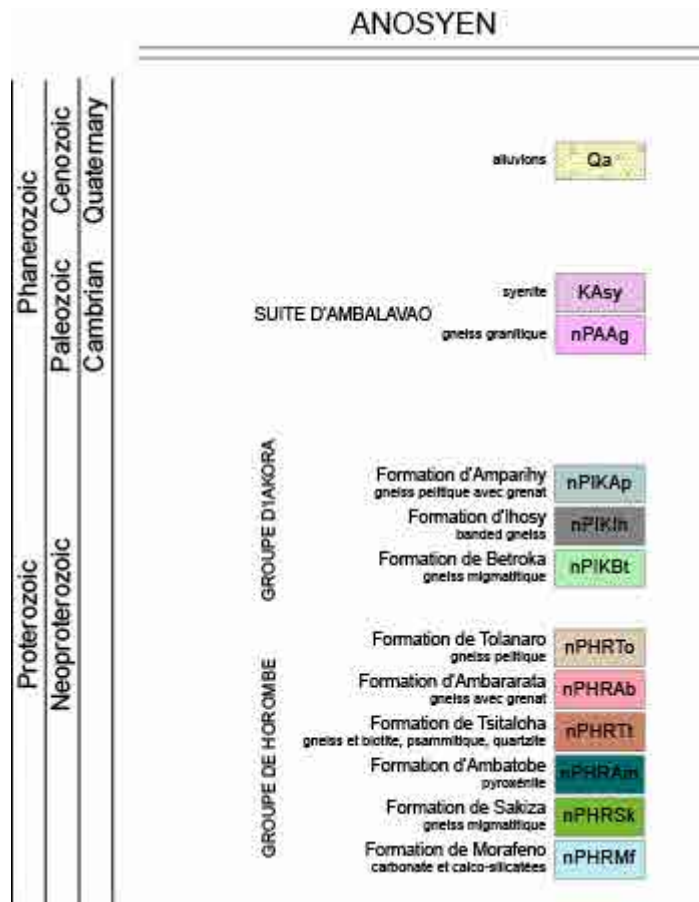 ANOSYEN
Phanerozoic
Cenozoic
Quaternary
alluvions
Qa
Paleozoic
Cambrian
SUITE D'AMBALAVAO
syenite
KAsy
gneiss granitique
nPAAg
Proterozoic
Neoproterozoic
GROUPE D'IAKORA
Formation d'Amparihy
gneiss pelitique avec grenat
nPIKAp
Formation d'Ihosy
banded gneiss
nPIKIh
Formation de Betroka
gneiss migmatitique
nPIKBt
GROUPE DE HOROMBE
Formation de Tolanaro
gneiss pelitique
nPHRTo
Formation d'Ambararata
gneiss avec grenat
nPHRAb
Formation de Tsitaloha
gneiss et biotite, psammitique, quartzite
nPHRTt
Formation d'Ambatobe
pyroxénite
nPHRAm
Formation de Sakiza
gneiss migmatitique
nPHRSk
Formation de Morafeno
carbonate et calco-silicatées
nPHRMf